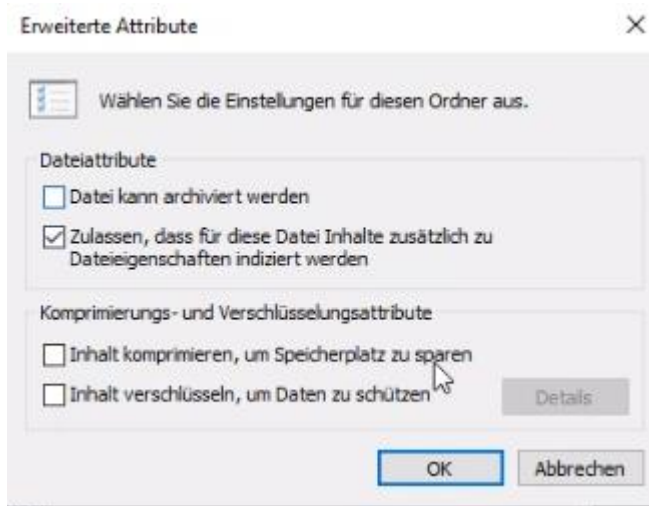 Erweiterte Attribute
Wählen Sie die Einstellungen für diesen Ordner aus.
Dateiattribute
Datei kann archiviert werden
Zulassen, dass für diese Datei Inhalte zusätzlich zu
Dateieigenschaften indiziert werden
Komprimierungs- und Verschlüsselungsattribute
Inhalt komprimieren, um Speicherplatz zu sparen
Inhalt verschlüsseln, um Daten zu schützen
Details
OK
Abbrechen